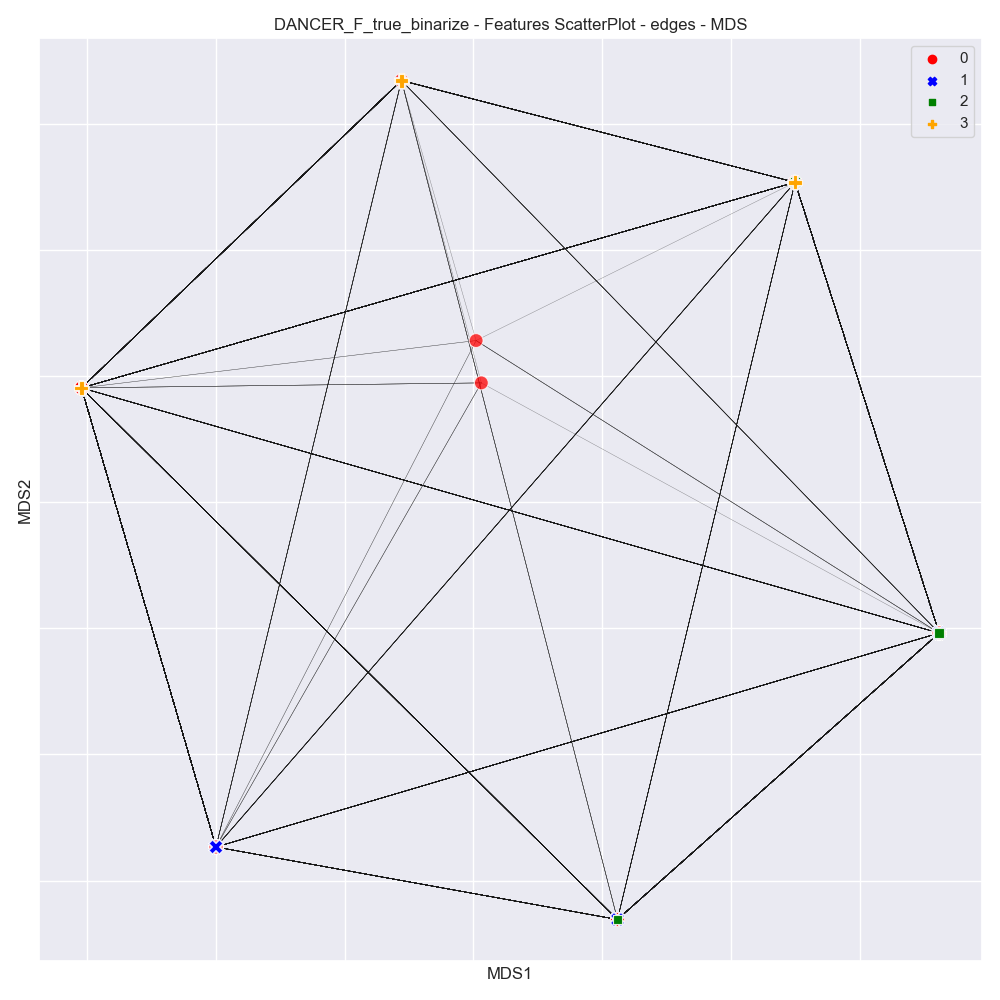 DANCER_F_true_binarize - Features ScatterPlot - edges - MDS
0
1
2
3
MDS2
MDS1